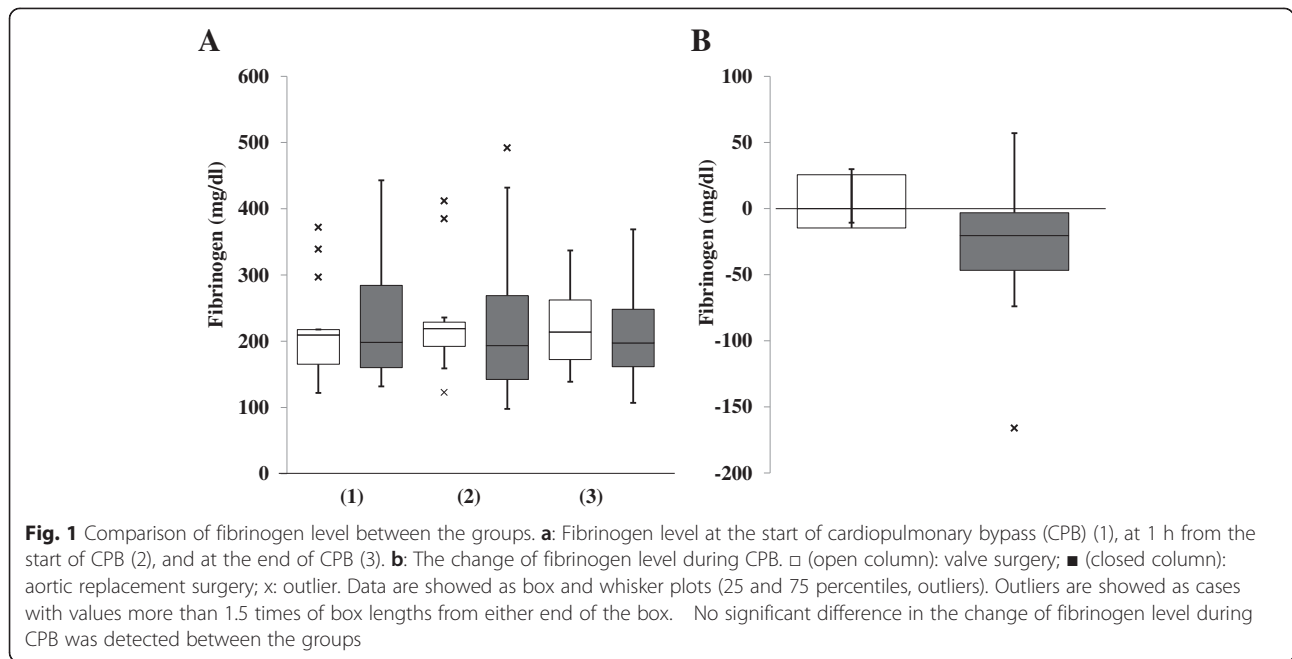 A
B
Fibrinogen (mg/dl)
600
500
400
300
200
100
0
(1) (2) (3)
Fibrinogen (mg/dl)
100
50
0
-50
-100
-150
-200
Fig. 1 Comparison of fibrinogen level between the groups. a: Fibrinogen level at the start of cardiopulmonary bypass (CPB) (1), at 1 h from the
start of CPB (2), and at the end of CPB (3). b: The change of fibrinogen level during CPB. □ (open column): valve surgery; ■ (closed column):
aortic replacement surgery; x: outlier. Data are showed as box and whisker plots (25 and 75 percentiles, outliers). Outliers are showed as cases
with values more than 1.5 times of box lengths from either end of the box. No significant difference in the change of fibrinogen level during
CPB was detected between the groups